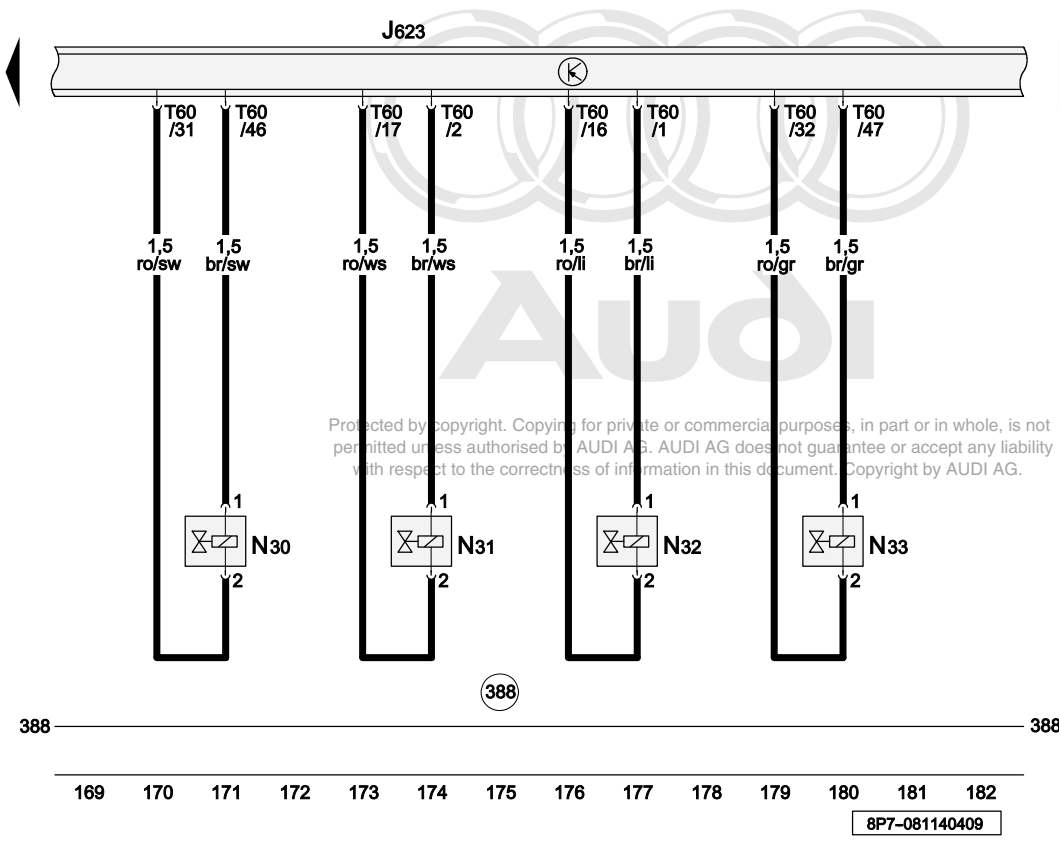 J623
T60 /31
T60 /46
T60 /17
T60 /2
T60 /16
T60 /1
T60 /32
T60 /47
1,5 ro/sw
1,5 br/sw
1,5 ro/ws
1,5 br/ws
1,5 ro/li
1,5 br/li
1,5 ro/gr
1,5 br/gr
Audi
Protected by copyright. Copying for private or commercial purposes, in part or in whole, is not
permitted unless authorised by AUDI AG. AUDI AG does not guarantee or accept any liability
with respect to the correctness of information in this document. Copyright by AUDI AG.
1
1
1
1
N30
N31
N32
N33
2
2
2
2
388
388
388
169 170 171 172 173 174 175 176 177 178 179 180 181 182
8P7-081140409